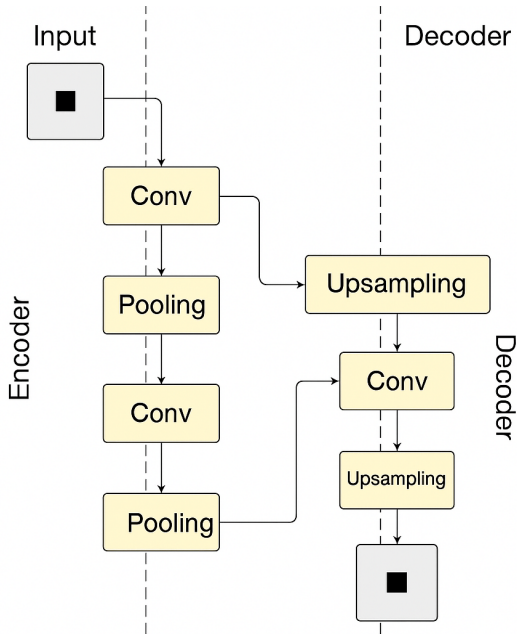 Input
Decoder
Conv
Upsampling
Pooling
Encoder
Decoder
Conv
Conv
Upsampling
Pooling